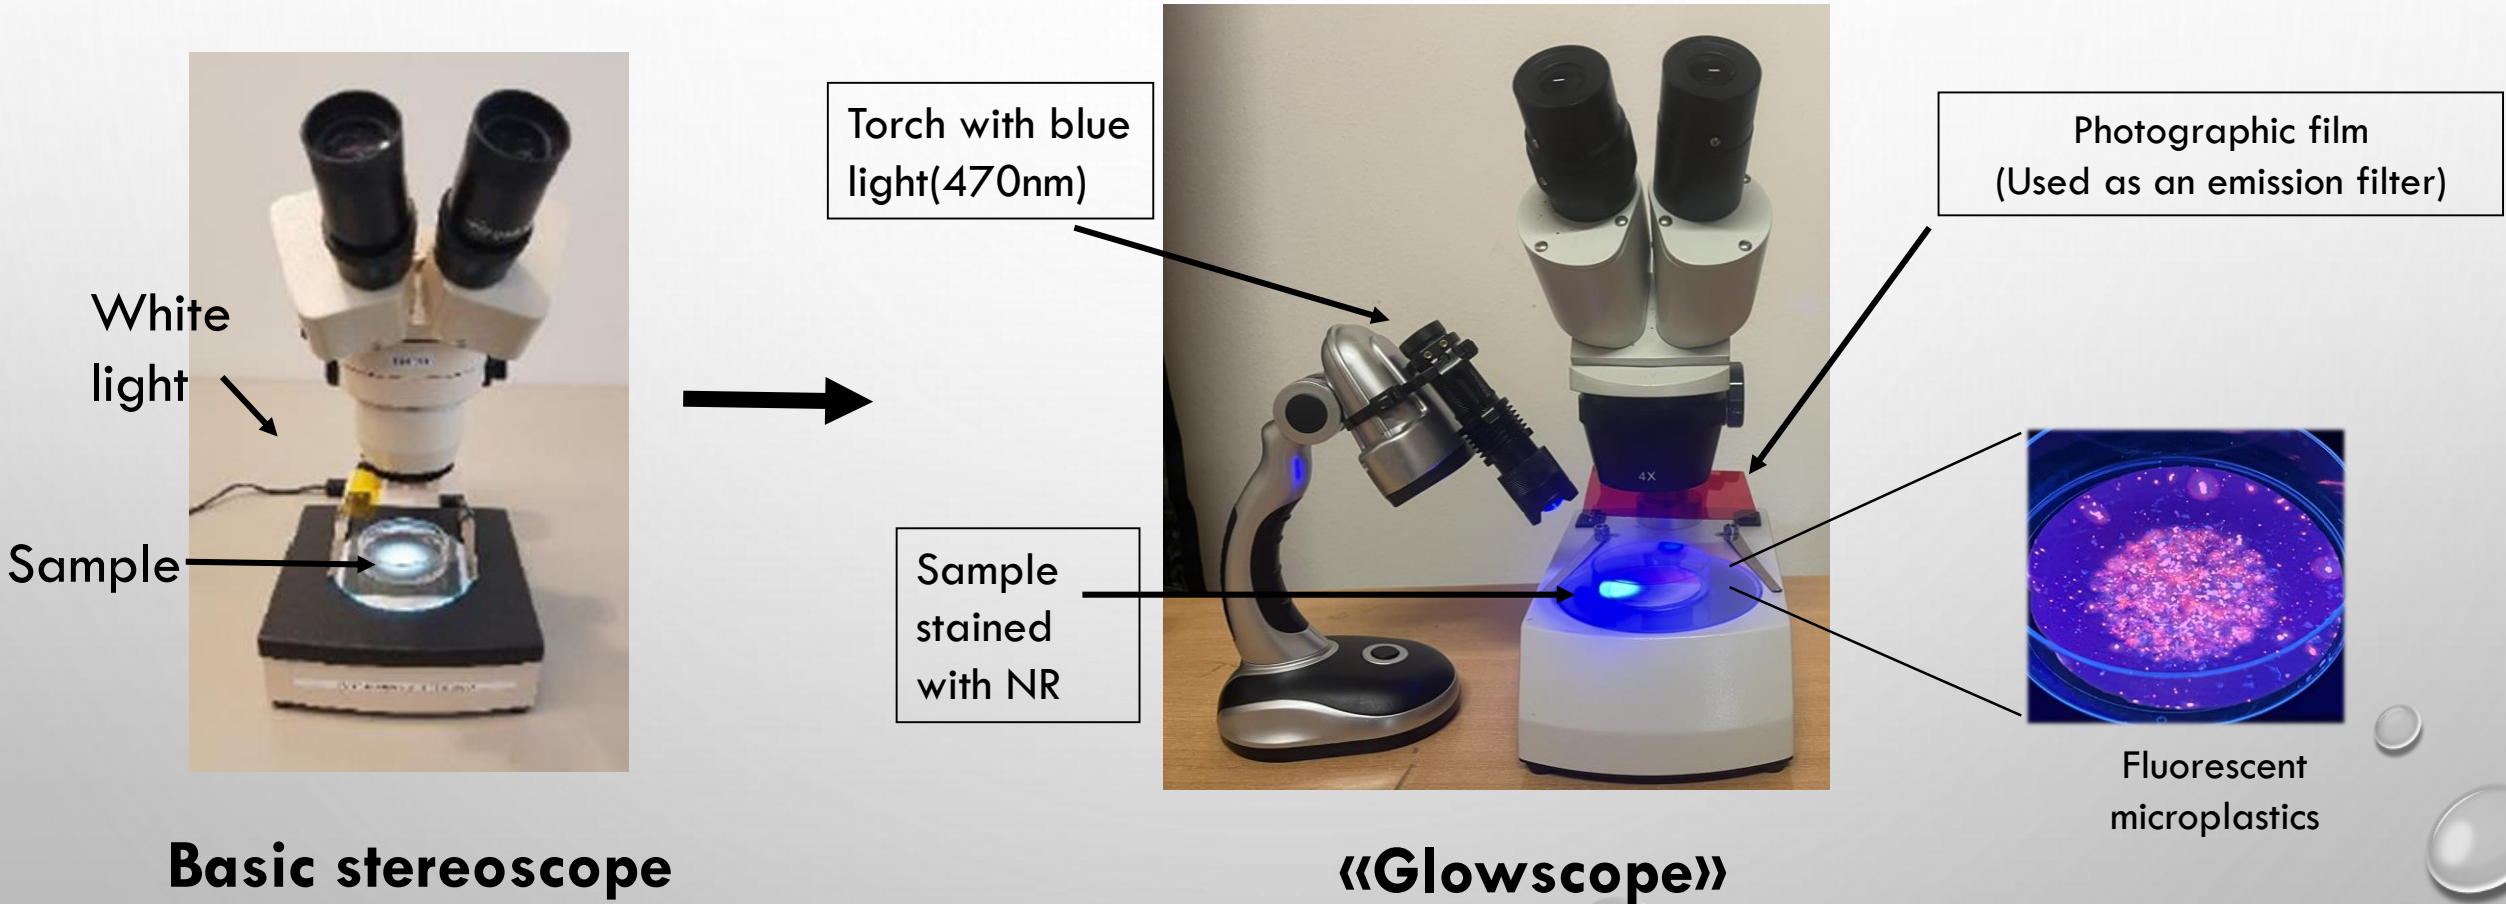 White
light
Sample
Basic stereoscope
Torch with blue
light(470nm)
Sample
stained
with NR
4X
«Glowscope»
Photographic film
(Used as an emission filter)
Fluorescent
microplastics